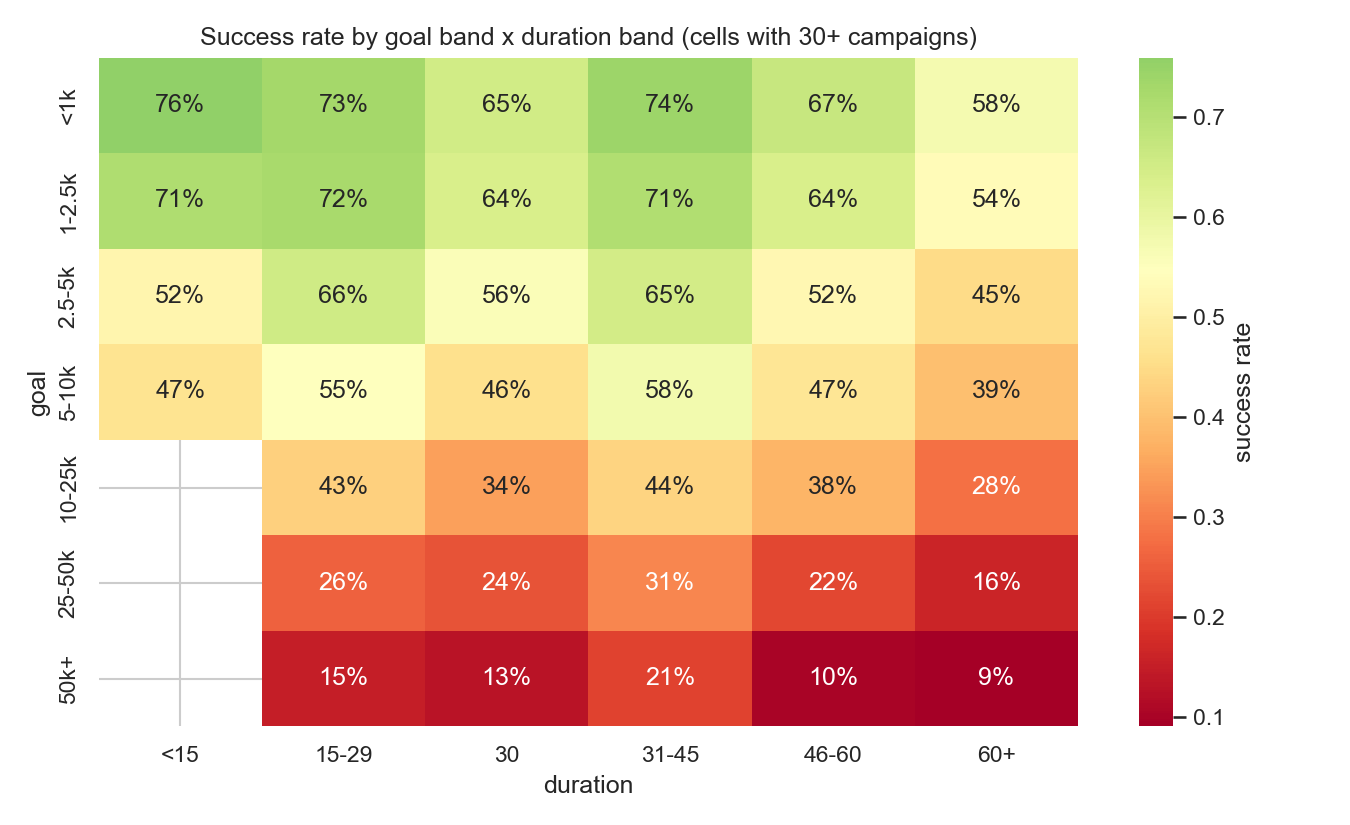 Success rate by goal band x duration band (cells with 30+ campaigns)
goal
<1k 76% 73% 65% 74% 67% 58%
1-2.5k 71% 72% 64% 71% 64% 54%
2.5-5k 52% 66% 56% 65% 52% 45%
5-10k 47% 55% 46% 58% 47% 39%
10-25k 43% 34% 44% 38% 28%
25-50k 26% 24% 31% 22% 16%
50k+ 15% 13% 21% 10% 9%
<15 15-29 30 31-45 46-60 60+
duration
0.7
0.6
0.5
0.4
0.3
0.2
0.1
success rate